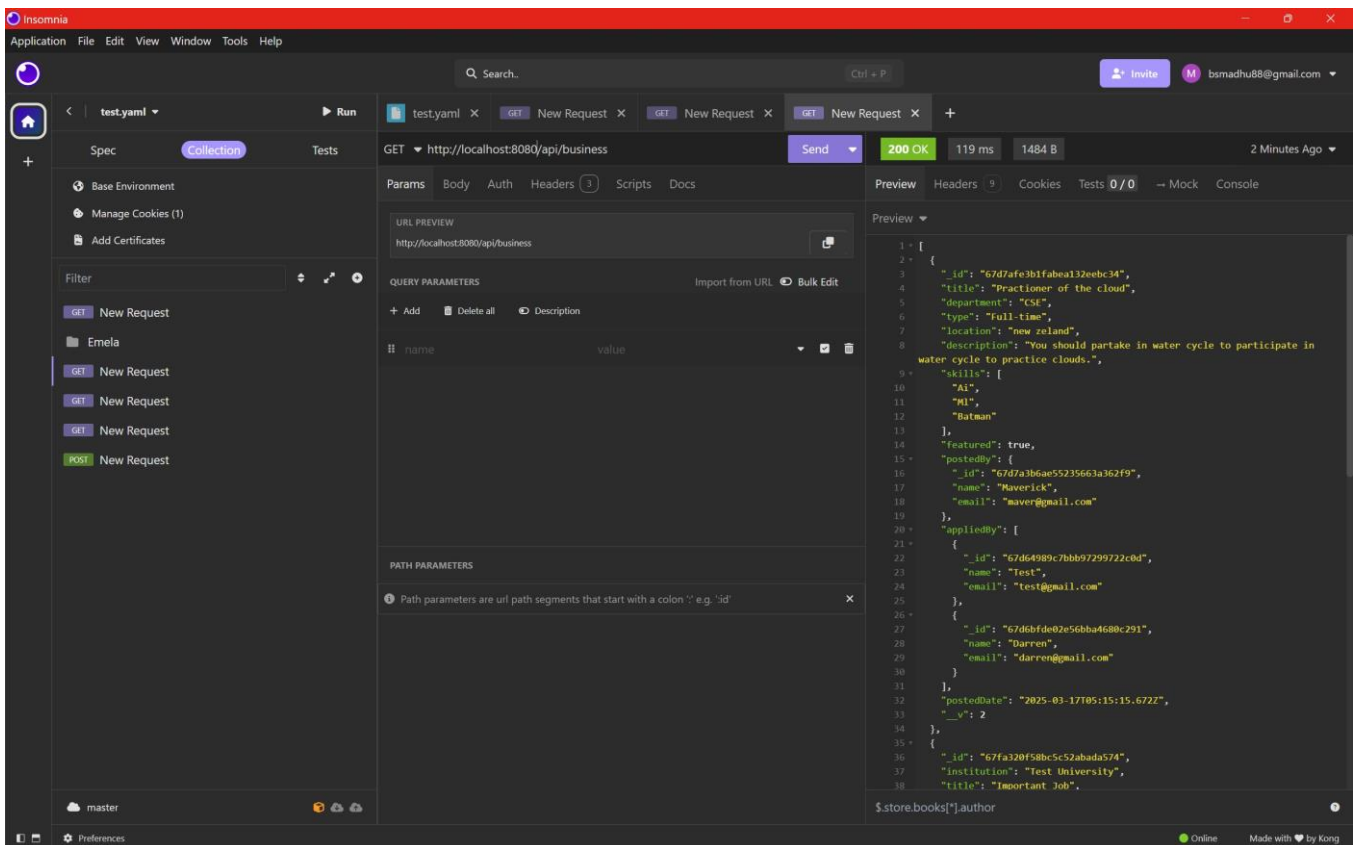 Insomnia
Application File Edit View Window Tools Help
Search.. Ctrl + P
Invite M bsmadhu88@gmail.com
test.yaml Run
test.yaml GET New Request GET New Request GET New Request
Spec Collection Tests
GET http://localhost:8080/api/business Send
200 OK 119 ms 1484 B 2 Minutes Ago
Base Environment
Manage Cookies (1)
Add Certificates
Params Body Auth Headers 3 Scripts Docs
Preview Headers 9 Cookies Tests 0 / 0 → Mock Console
URL PREVIEW
http://localhost:8080/api/business
QUERY PARAMETERS Import from URL Bulk Edit
+ Add Delete all Description
name value
Filter
GET New Request
Emela
GET New Request
GET New Request
GET New Request
POST New Request
PATH PARAMETERS
Path parameters are url path segments that start with a colon ':' e.g. ':id'
Preview
1 [
2 {
3 "_id": "67d7afe3b1fabea132eebc34",
4 "title": "Practioner of the cloud",
5 "department": "CSE",
6 "type": "Full-time",
7 "location": "new zeland",
8 "description": "You should partake in water cycle to participate in
water cycle to practice clouds.",
9 "skills": [
10 "Ai",
11 "Ml",
12 "Batman"
13 ],
14 "featured": true,
15 "postedBy": {
16 "_id": "67d7a3b6ae55235663a362f9",
17 "name": "Maverick",
18 "email": "maver@gmail.com"
19 },
20 "appliedBy": [
21 {
22 "_id": "67d64989c7bbb97299722c0d",
23 "name": "Test",
24 "email": "test@gmail.com"
25 },
26 {
27 "_id": "67d6bfde02e56bba4680c291",
28 "name": "Darren",
29 "email": "darren@gmail.com"
30 }
31 ],
32 "postedDate": "2025-03-17T05:15:15.672Z",
33 "__v": 2
34 },
35 {
36 "_id": "67fa320f58bc5c52abada574",
37 "institution": "Test University",
38 "title": "Important Job",
$.store.books[*].author
master
Preferences
Online Made with by Kong